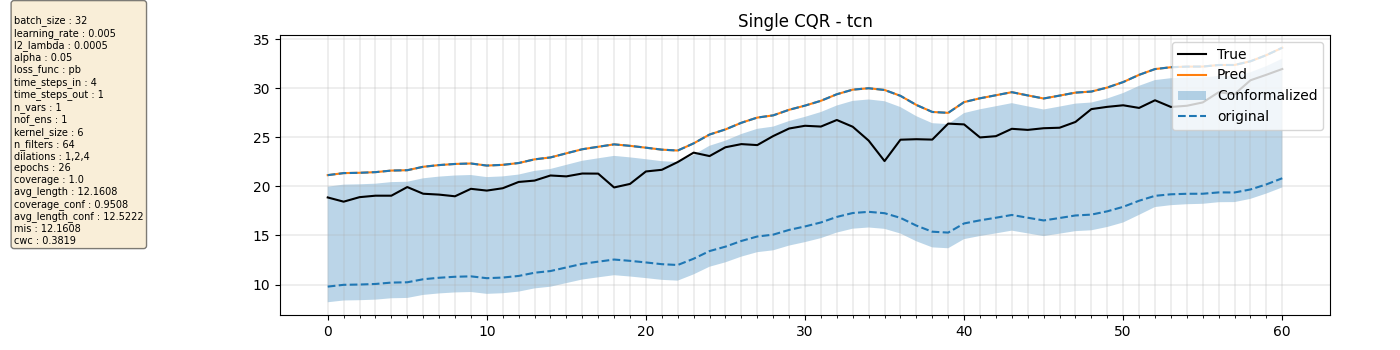 batch_size : 32
learning_rate : 0.005
l2_lambda : 0.0005
alpha : 0.05
loss_func : pb
time_steps_in : 4
time_steps_out : 1
n_vars : 1
nof_ens : 1
kernel_size : 6
n_filters : 64
dilations : 1,2,4
epochs : 26
coverage : 1.0
avg_length : 12.1608
coverage_conf : 0.9508
avg_length_conf : 12.5222
mis : 12.1608
cwc : 0.3819
Single CQR - tcn
35
30
25
20
15
10
True
Pred
Conformalized
original
0 10 20 30 40 50 60